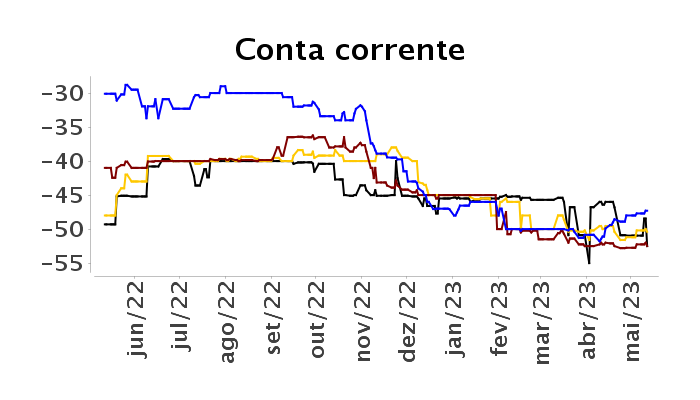 Conta corrente
−30
−35
−40
−45
−50
−55
jun/22
jul/22
ago/22
set/22
out/22
nov/22
dez/22
jan/23
fev/23
mar/23
abr/23
mai/23